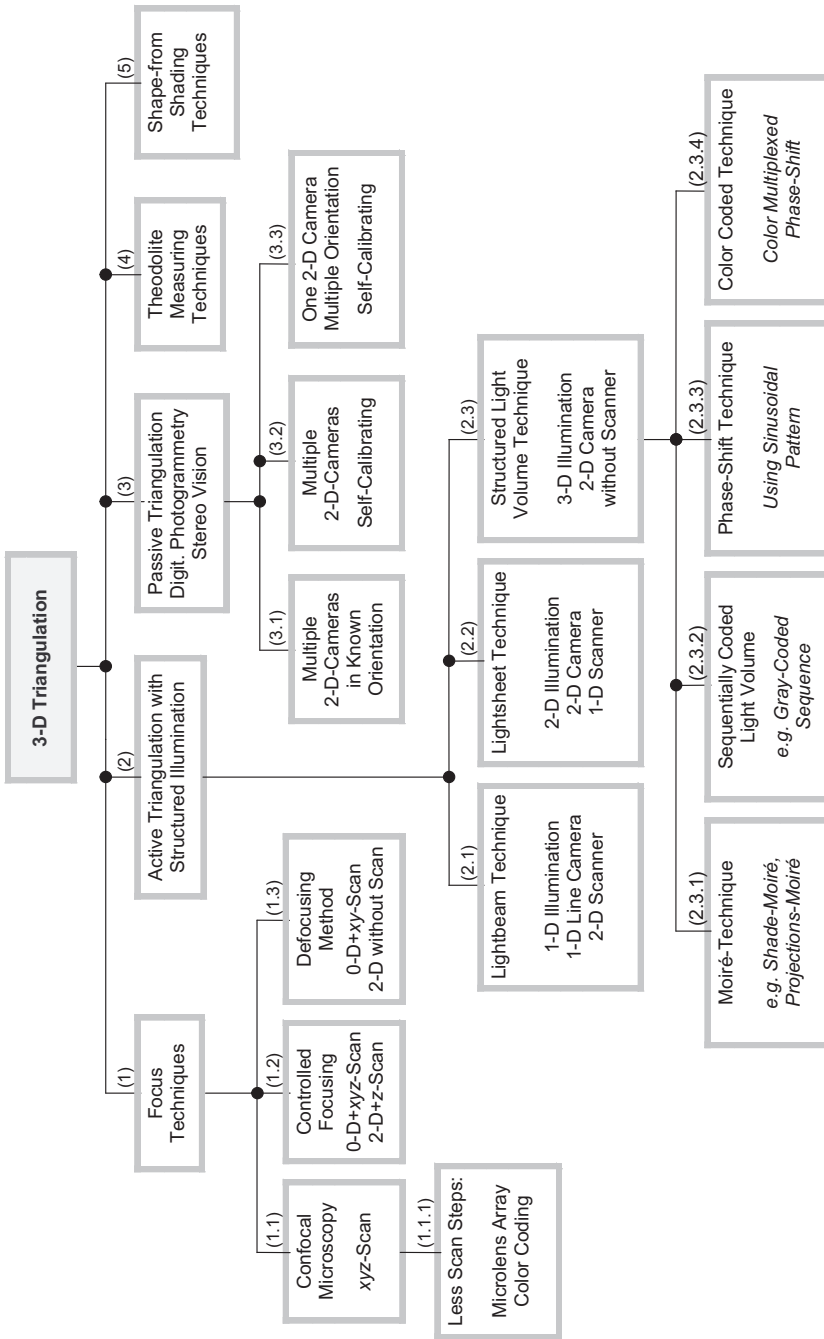 3-D Triangulation
(1)
Focus
Techniques
(2)
Active Triangulation with
Structured Illumination
(3)
Passive Triangulation
Digit. Photogrammetry
Stereo Vision
(4)
Theodolite
Measuring
Techniques
(5)
Shape-from
Shading
Techniques
(1.1)
Confocal
Microscopy
xyz-Scan
(1.2)
Controlled
Focusing
0-D+xyz-Scan
2-D+z-Scan
(1.3)
Defocusing
Method
0-D+xy-Scan
2-D without Scan
(3.1)
Multiple
2-D-Cameras
in Known
Orientation
(3.2)
Multiple
2-D-Cameras
Self-Calibrating
(3.3)
One 2-D Camera
Multiple Orientation
Self-Calibrating
(1.1.1)
Less Scan Steps:
Microlens Array
Color Coding
(2.1)
Lightbeam Technique
1-D Illumination
1-D Line Camera
2-D Scanner
(2.2)
Lightsheet Technique
2-D Illumination
2-D Camera
1-D Scanner
(2.3)
Structured Light
Volume Technique
3-D Illumination
2-D Camera
without Scanner
(2.3.1)
Moiré-Technique
e.g. Shade-Moiré,
Projections-Moiré
(2.3.2)
Sequentially Coded
Light Volume
e.g. Gray-Coded
Sequence
(2.3.3)
Phase-Shift Technique
Using Sinusoidal
Pattern
(2.3.4)
Color Coded Technique
Color Multiplexed
Phase-Shift